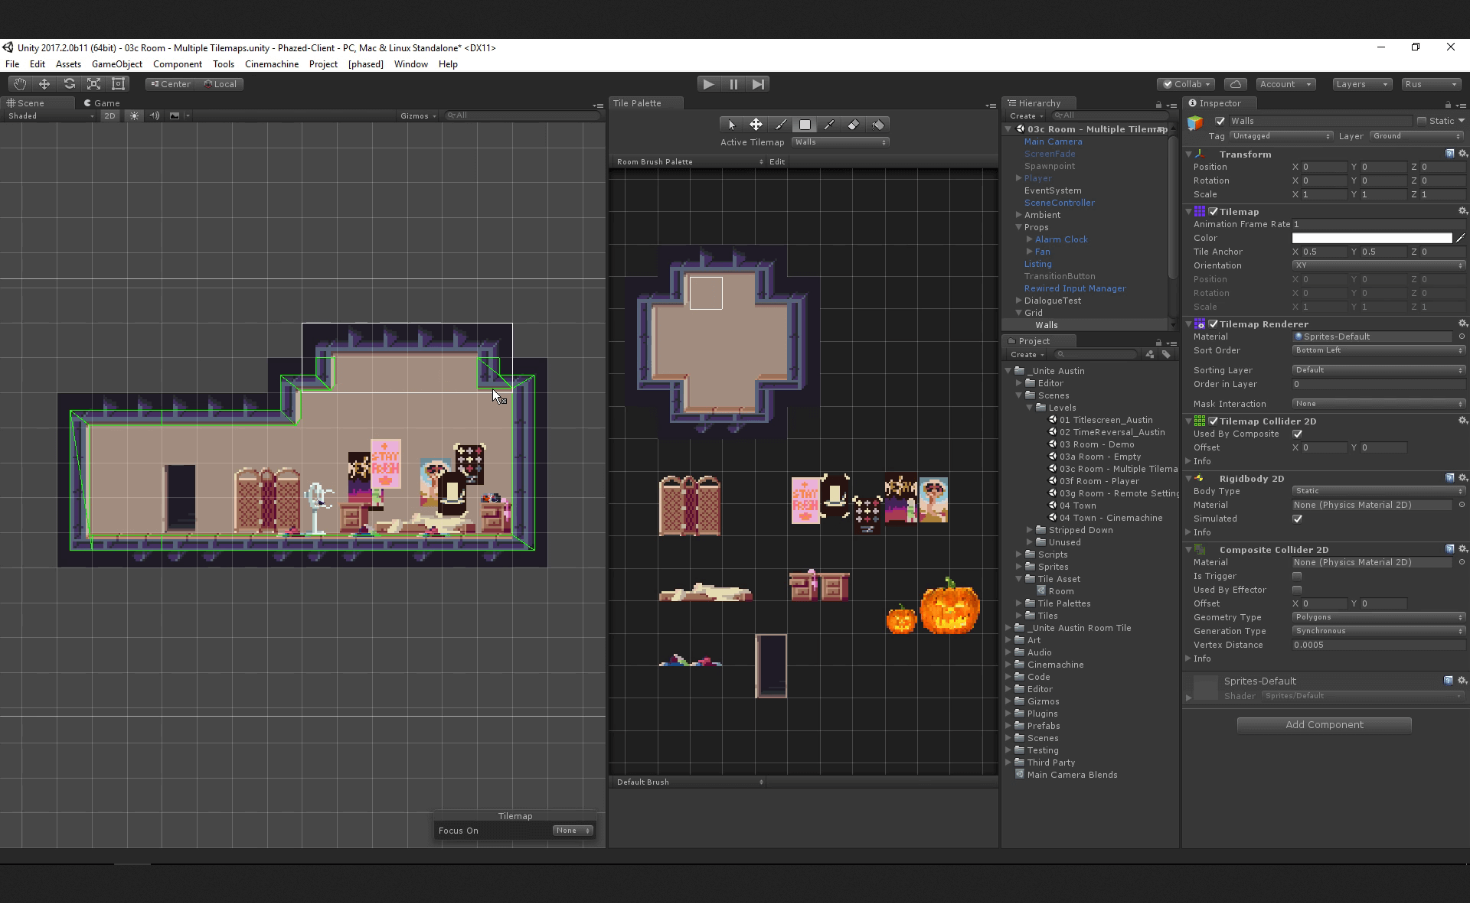 Unity 2017.2.0b11 (64bit) - 03c Room - Multiple Tilemaps.unity - Phazed-Client - PC, Mac & Linux Standalone* <DX11>
File Edit Assets GameObject Component Tools Cinemachine Project [phased] Window Help
Center Local Collab Account Layers Rus
Scene Game
Shaded 2D Gizmos All
Tilemap
Focus On None
Tile Palette
Active Tilemap Walls
Room Brush Palette Edit
STAY
FRESH
Default Brush
Hierarchy
Create All
03c Room - Multiple Tilemap
Main Camera
ScreenFade
Spawnpoint
Player
EventSystem
SceneController
Ambient
Props
Alarm Clock
Fan
Listing
TransitionButton
Rewired Input Manager
DialogueTest
Grid
Walls
Project
Create
_Unite Austin
Editor
Scenes
Levels
01 Titlescreen_Austin
02 TimeReversal_Austin
03 Room - Demo
03a Room - Empty
03c Room - Multiple Tilema
03f Room - Player
03g Room - Remote Setting
04 Town
04 Town - Cinemachine
Stripped Down
Unused
Scripts
Sprites
Tile Asset
Room
Tile Palettes
Tiles
_Unite Austin Room Tile
Art
Audio
Cinemachine
Code
Editor
Gizmos
Plugins
Prefabs
Scenes
Testing
Third Party
Main Camera Blends
Inspector
Walls Static
Tag Untagged Layer Ground
Transform
Position X 0 Y 0 Z 0
Rotation X 0 Y 0 Z 0
Scale X 1 Y 1 Z 1
Tilemap
Animation Frame Rate 1
Color
Tile Anchor X 0.5 Y 0.5 Z 0
Orientation XY
Position X 0 Y 0 Z 0
Rotation X 0 Y 0 Z 0
Scale X 1 Y 1 Z 1
Tilemap Renderer
Material Sprites-Default
Sort Order Bottom Left
Sorting Layer Default
Order in Layer 0
Mask Interaction None
Tilemap Collider 2D
Used By Composite
Offset X 0 Y 0
Info
Rigidbody 2D
Body Type Static
Material None (Physics Material 2D)
Simulated
Info
Composite Collider 2D
Material None (Physics Material 2D)
Is Trigger
Used By Effector
Offset X 0 Y 0
Geometry Type Polygons
Generation Type Synchronous
Vertex Distance 0.0005
Info
Sprites-Default
Shader Sprites/Default
Add Component